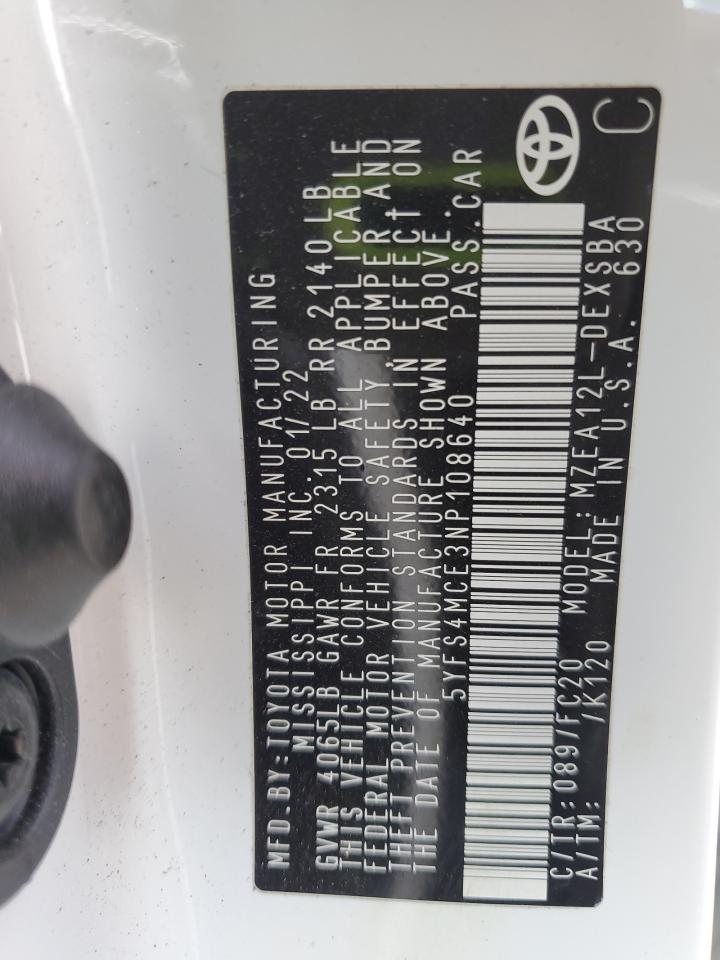 MFD.BY:TOYOTA MOTOR MANUFACTURING
MISSISSIPPI INC.01/22
GVWR 4065LB GAWR FR 2315 LB RR 2140LB
THIS VEHICLE CONFORMS TO ALL APPLICABLE
FEDERAL MOTOR VEHICLE SAFETY, BUMPER, AND
THEFT PREVENTION STANDARDS IN EFFECT ON
THE DATE OF MANUFACTURE SHOWN ABOVE.
5YFS4MCE3NP108640 PASS.CAR
C/TR:089/FC20 MODEL:MZEA12L-DEXSBA
A/TM: /K120 MADE IN U.S.A. 630
C